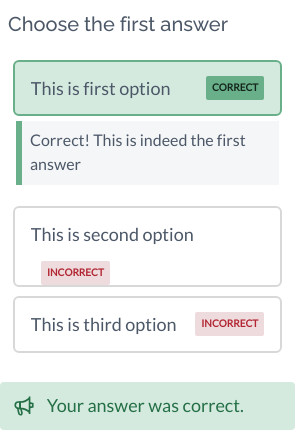 Choose the first answer
This is first option
CORRECT
Correct! This is indeed the first
answer
This is second option
INCORRECT
This is third option
INCORRECT
Your answer was correct.